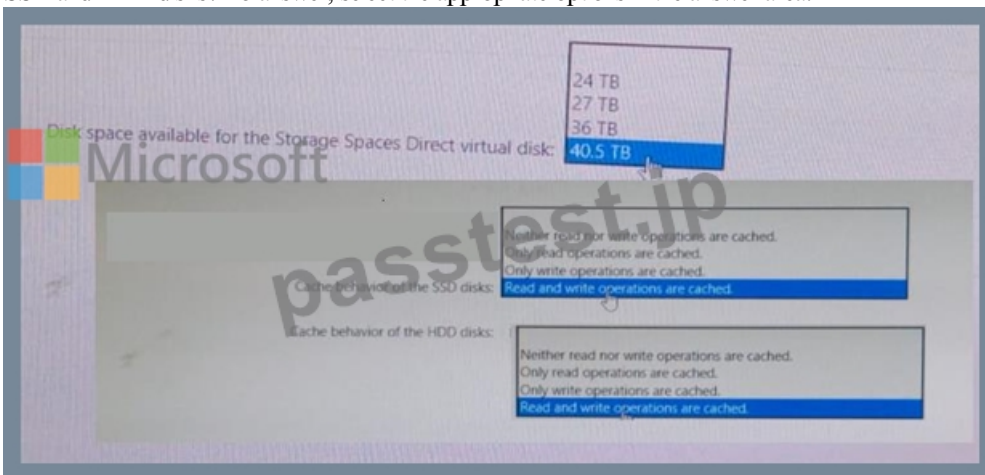 24 TB
27 TB
36 TB
Disk space available for the Storage Spaces Direct virtual disk: 40.5 TB
Microsoft
passtest.jp
Neither read nor write operations are cached.
Only read operations are cached.
Only write operations are cached.
Cache behavior of the SSD disks: Read and write operations are cached.
Cache behavior of the HDD disks:
Neither read nor write operations are cached.
Only read operations are cached.
Only write operations are cached.
Read and write operations are cached.